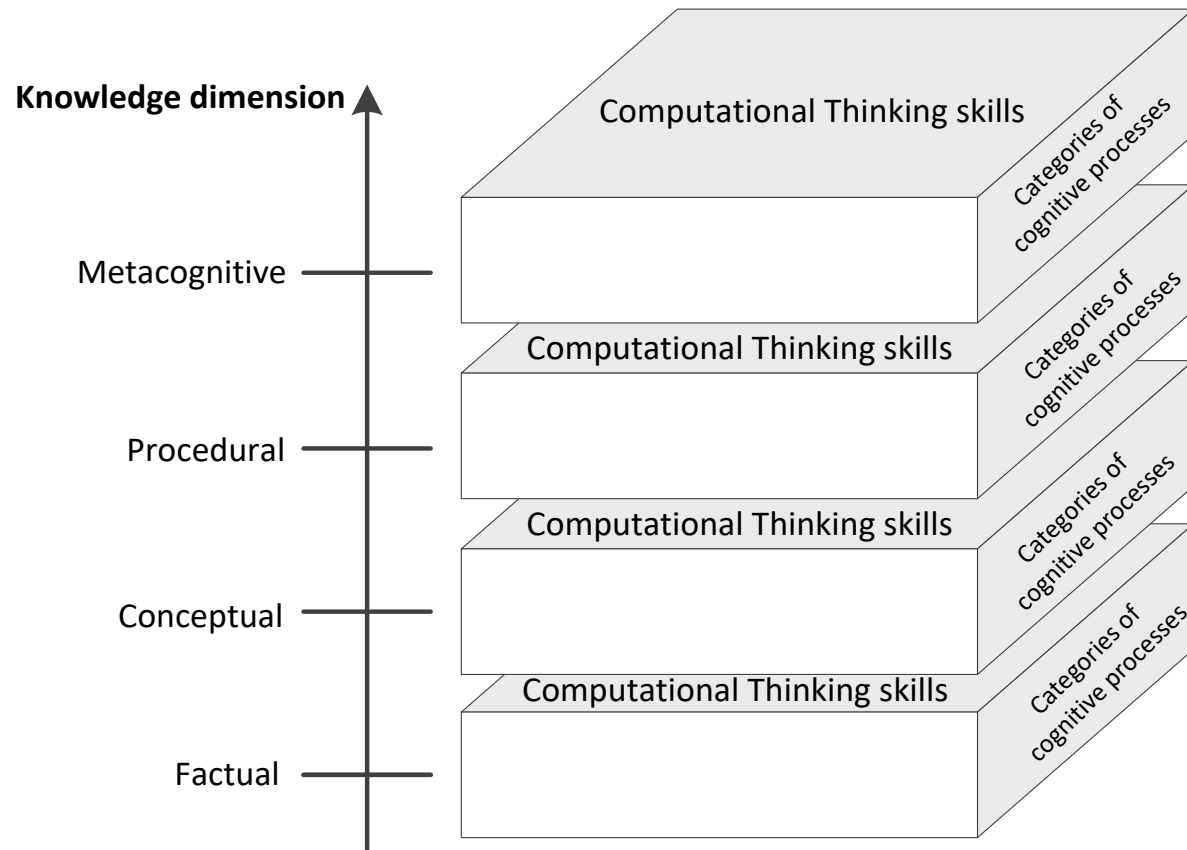 Knowledge dimension
Computational Thinking skills
Categories of
cognitive processes
Metacognitive
Computational Thinking skills
Categories of
cognitive processes
Procedural
Computational Thinking skills
Categories of
cognitive processes
Conceptual
Computational Thinking skills
Categories of
cognitive processes
Factual